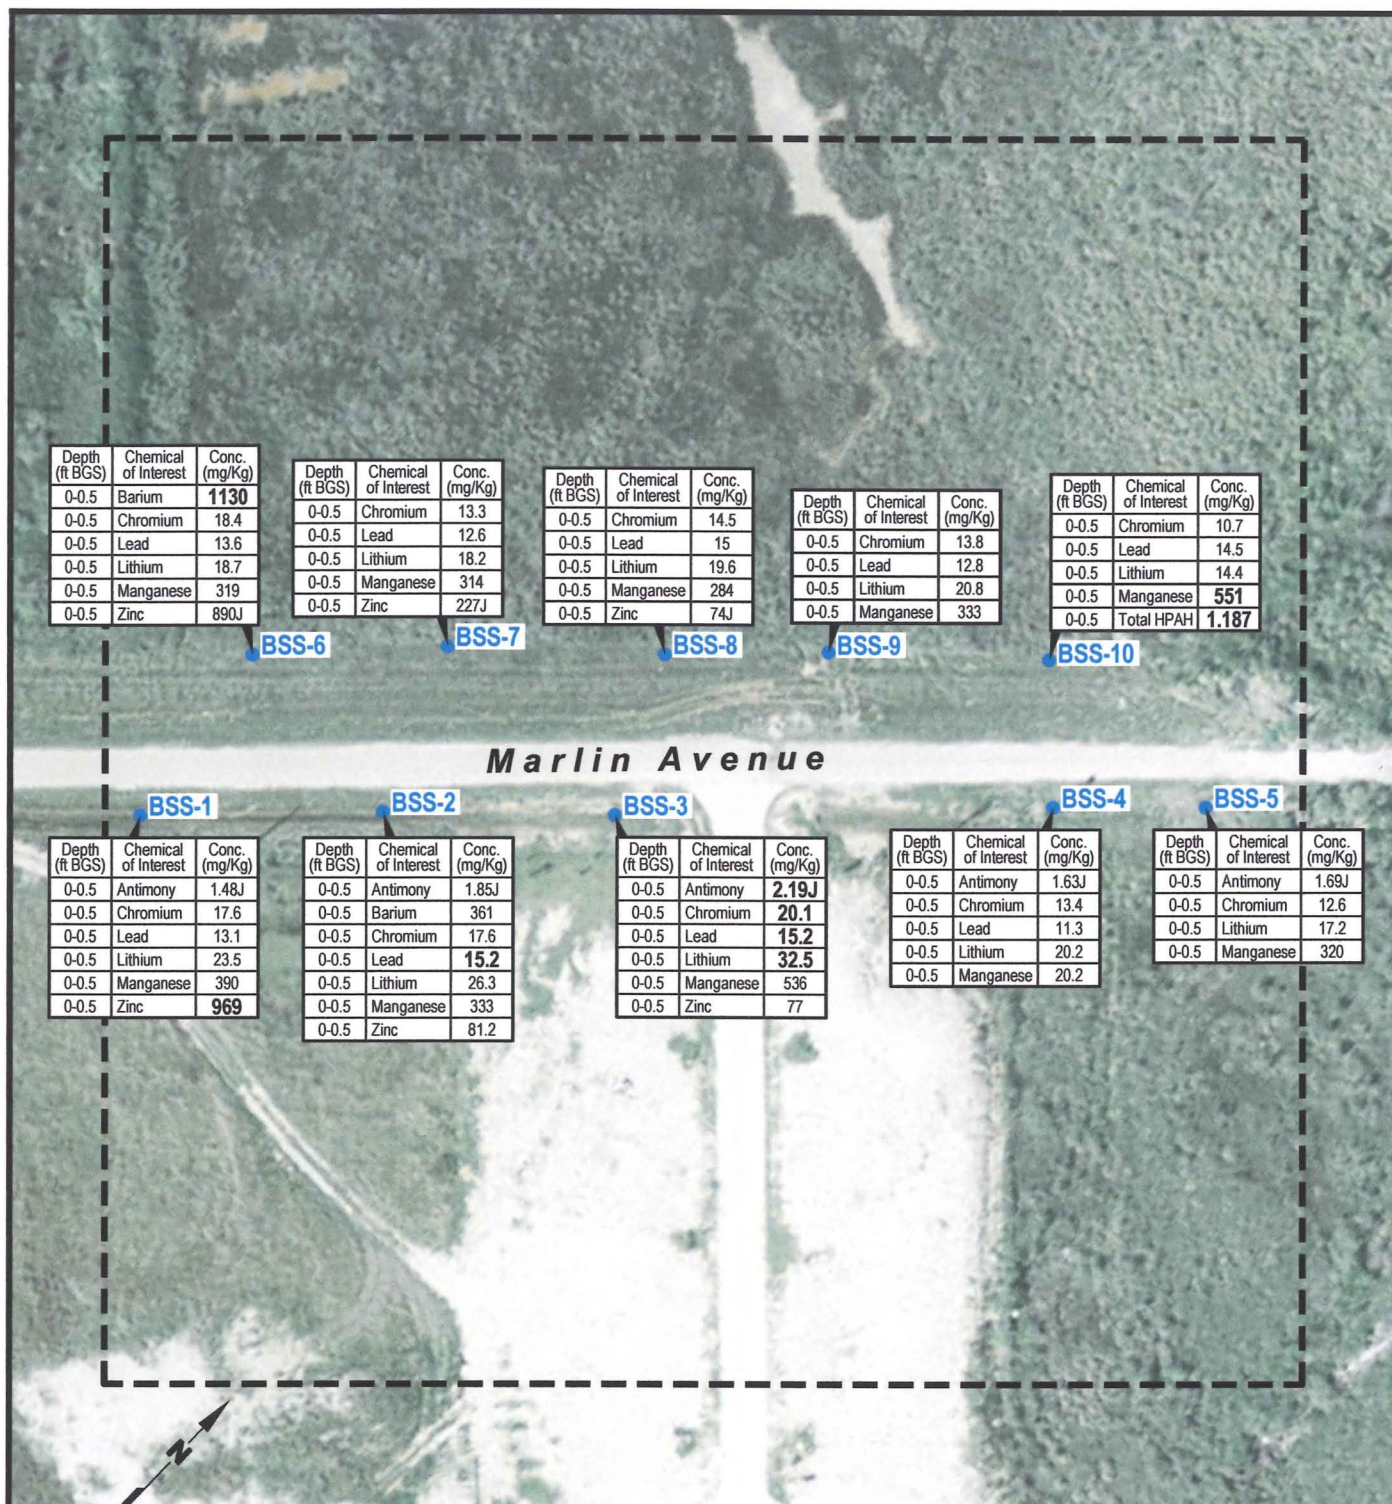 Depth Chemical Conc.
(ft BGS) of Interest (mg/Kg)
0-0.5 Barium 1130
0-0.5 Chromium 18.4
0-0.5 Lead 13.6
0-0.5 Lithium 18.7
0-0.5 Manganese 319
0-0.5 Zinc 890J
BSS-6
Depth Chemical Conc.
(ft BGS) of Interest (mg/Kg)
0-0.5 Chromium 13.3
0-0.5 Lead 12.6
0-0.5 Lithium 18.2
0-0.5 Manganese 314
0-0.5 Zinc 227J
BSS-7
Depth Chemical Conc.
(ft BGS) of Interest (mg/Kg)
0-0.5 Chromium 14.5
0-0.5 Lead 15
0-0.5 Lithium 19.6
0-0.5 Manganese 284
0-0.5 Zinc 74J
BSS-8
Depth Chemical Conc.
(ft BGS) of Interest (mg/Kg)
0-0.5 Chromium 13.8
0-0.5 Lead 12.8
0-0.5 Lithium 20.8
0-0.5 Manganese 333
BSS-9
Depth Chemical Conc.
(ft BGS) of Interest (mg/Kg)
0-0.5 Chromium 10.7
0-0.5 Lead 14.5
0-0.5 Lithium 14.4
0-0.5 Manganese 551
0-0.5 Total HPAH 1.187
BSS-10
Marlin Avenue
BSS-1
Depth Chemical Conc.
(ft BGS) of Interest (mg/Kg)
0-0.5 Antimony 1.48J
0-0.5 Chromium 17.6
0-0.5 Lead 13.1
0-0.5 Lithium 23.5
0-0.5 Manganese 390
0-0.5 Zinc 969
BSS-2
Depth Chemical Conc.
(ft BGS) of Interest (mg/Kg)
0-0.5 Antimony 1.85J
0-0.5 Barium 361
0-0.5 Chromium 17.6
0-0.5 Lead 15.2
0-0.5 Lithium 26.3
0-0.5 Manganese 333
0-0.5 Zinc 81.2
BSS-3
Depth Chemical Conc.
(ft BGS) of Interest (mg/Kg)
0-0.5 Antimony 2.19J
0-0.5 Chromium 20.1
0-0.5 Lead 15.2
0-0.5 Lithium 32.5
0-0.5 Manganese 536
0-0.5 Zinc 77
BSS-4
Depth Chemical Conc.
(ft BGS) of Interest (mg/Kg)
0-0.5 Antimony 1.63J
0-0.5 Chromium 13.4
0-0.5 Lead 11.3
0-0.5 Lithium 20.2
0-0.5 Manganese 20.2
BSS-5
Depth Chemical Conc.
(ft BGS) of Interest (mg/Kg)
0-0.5 Antimony 1.69J
0-0.5 Chromium 12.6
0-0.5 Lithium 17.2
0-0.5 Manganese 320
N